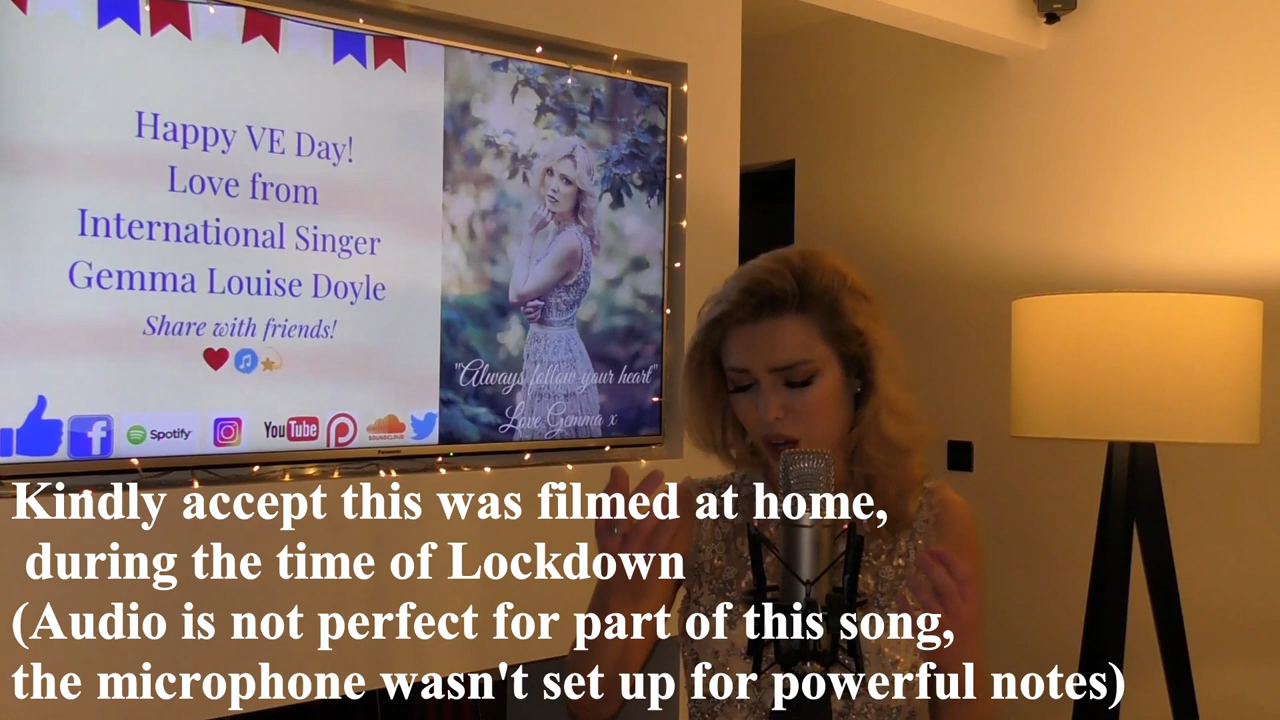 Happy VE Day!
Love from
International Singer
Gemma Louise Doyle
Share with friends!
"Always follow your heart"
Love Gemma x
Spotify
YouTube
SOUNDCLOUD
Panasonic
Kindly accept this was filmed at home,
during the time of Lockdown
(Audio is not perfect for part of this song,
the microphone wasn't set up for powerful notes)